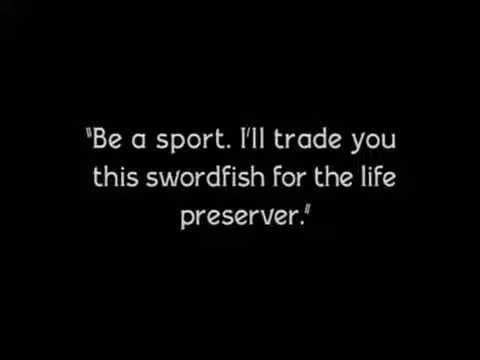 "Be a sport. I'll trade you
this swordfish for the life
preserver."